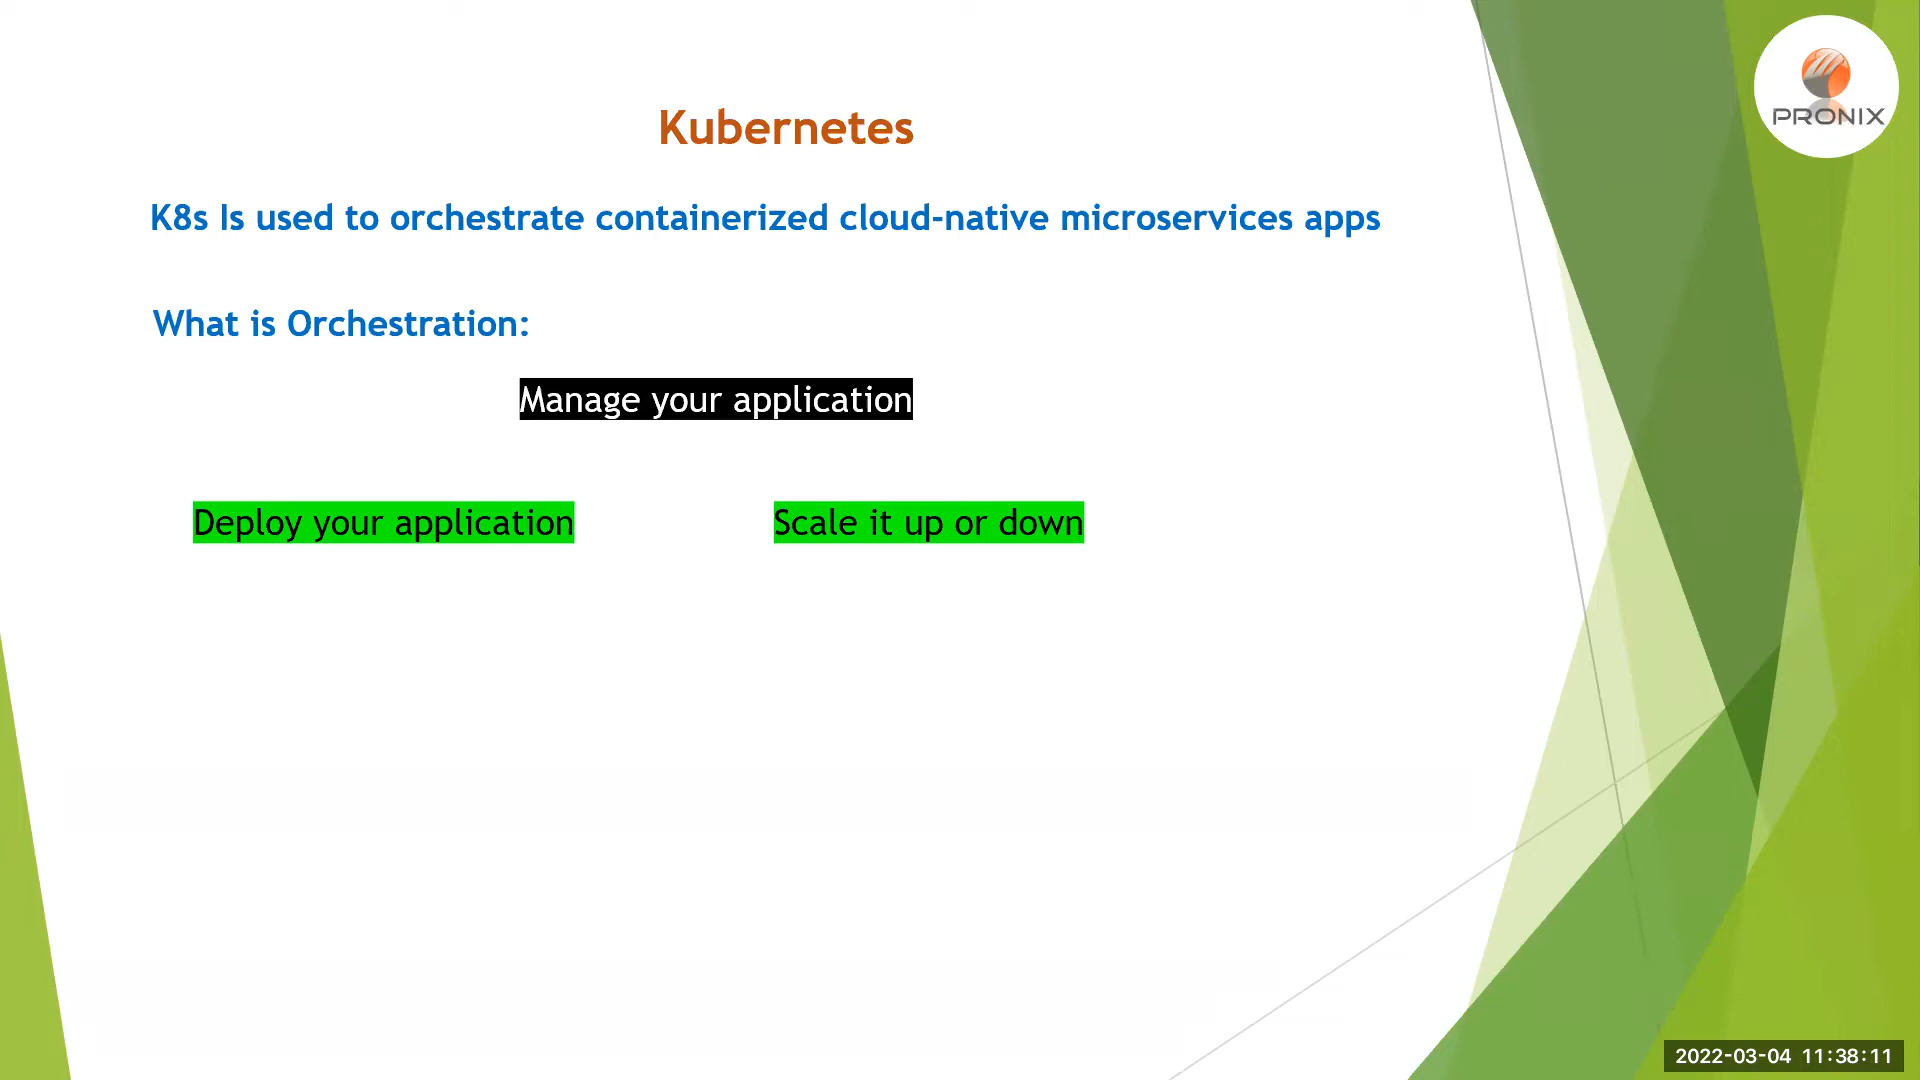 PRONIX
Kubernetes
K8s Is used to orchestrate containerized cloud-native microservices apps
What is Orchestration:
Manage your application
Deploy your application
Scale it up or down
2022-03-04 11:38:11